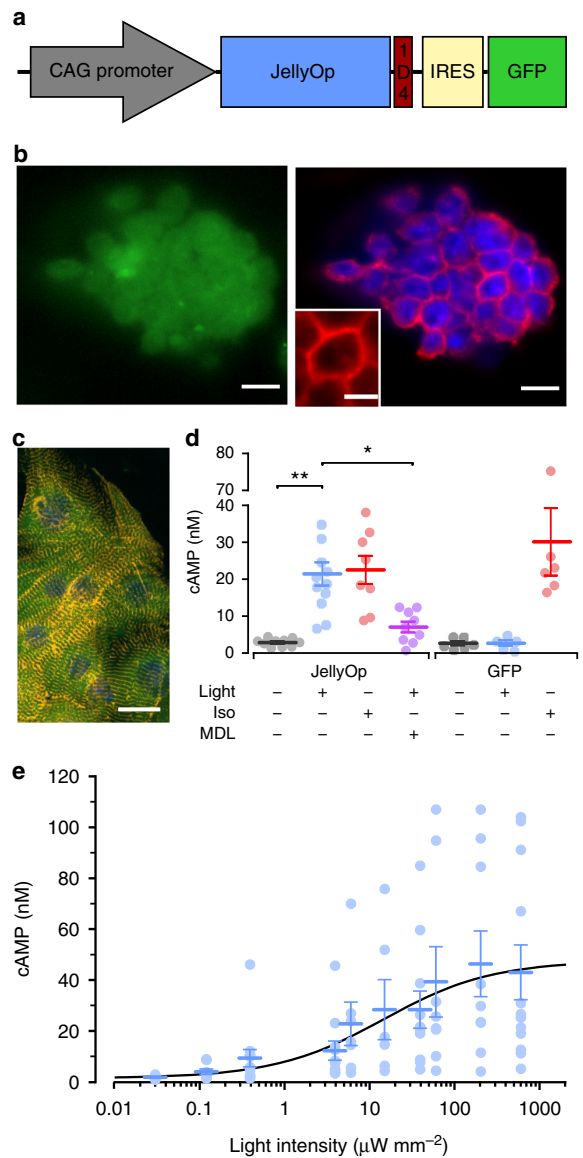 a
CAG promoter
JellyOp
1D4
IRES
GFP
b
c
d
80
70
40
30
20
10
0
cAMP (nM)
**
*
JellyOp
GFP
Light – + – + – + –
Iso – – + – – – +
MDL – – – + – – –
e
120
100
80
60
40
20
0
cAMP (nM)
0.01 0.1 1 10 100 1000
Light intensity (μW mm⁻²)